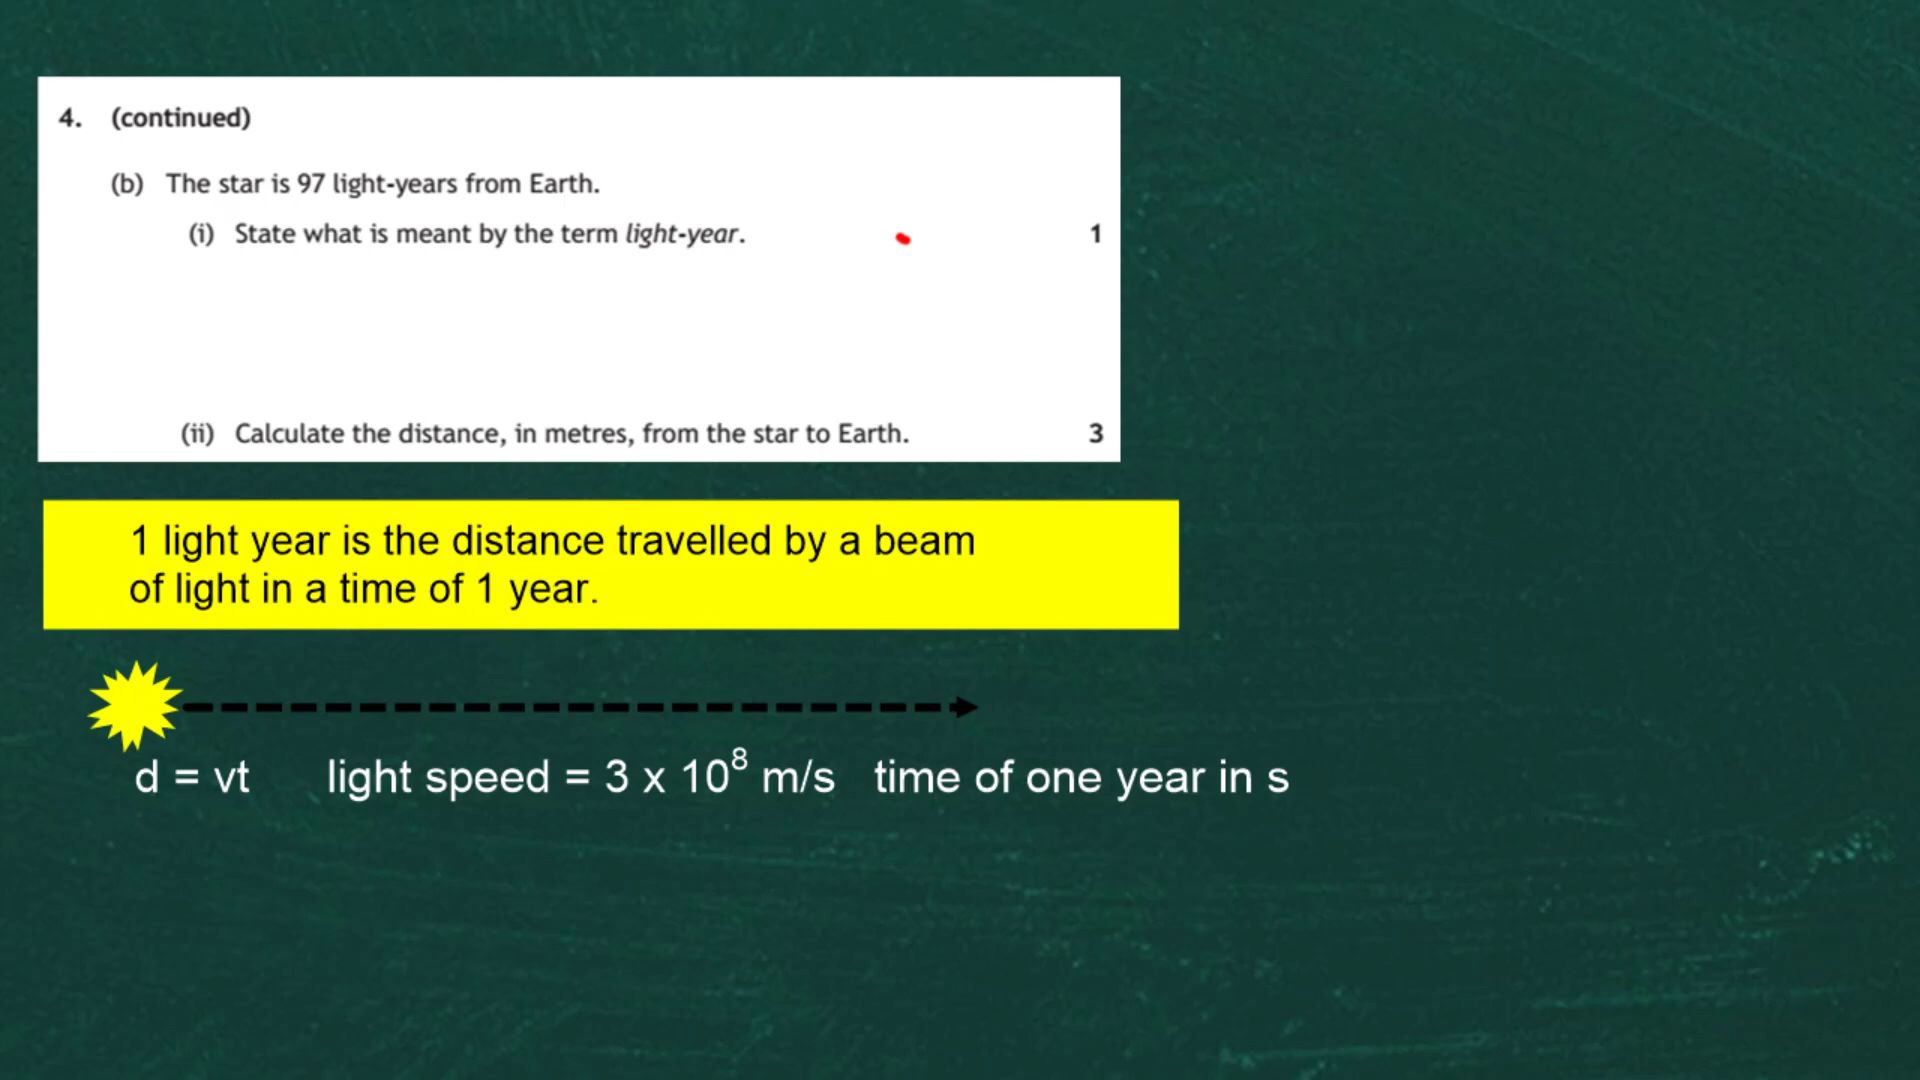 4. (continued)
(b) The star is 97 light-years from Earth.
(i) State what is meant by the term light-year. 1
(ii) Calculate the distance, in metres, from the star to Earth. 3
1 light year is the distance travelled by a beam
of light in a time of 1 year.
d = vt light speed = 3 x 10⁸ m/s time of one year in s